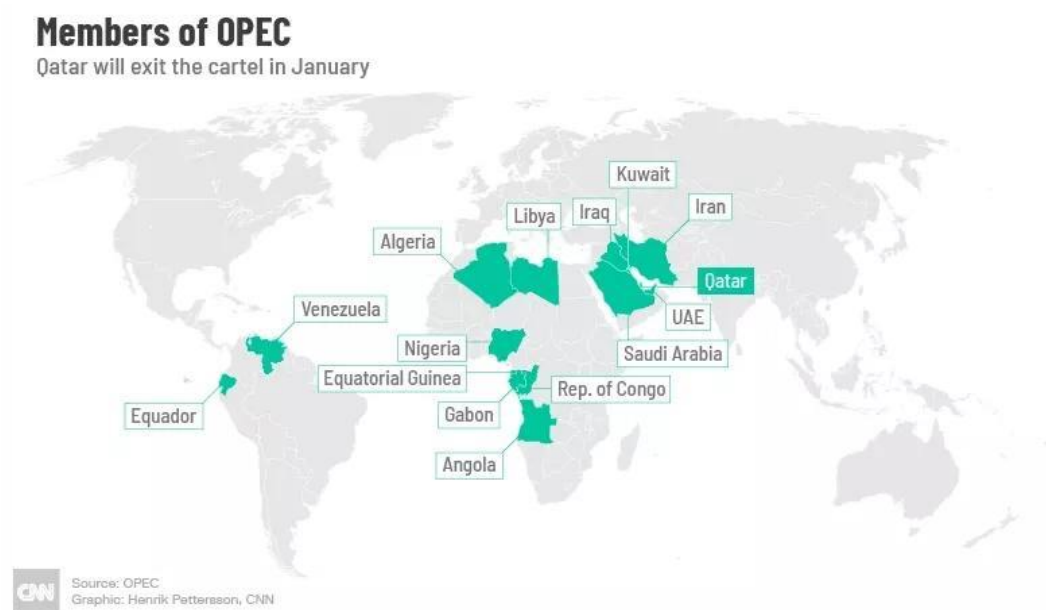 Members of OPEC
Qatar will exit the cartel in January
Kuwait
Iran
Iraq
Libya
Algeria
Qatar
Venezuela
UAE
Nigeria
Saudi Arabia
Equatorial Guinea
Rep. of Congo
Gabon
Equador
Angola
CNN
Source: OPEC
Graphic: Henrik Pettersson, CNN